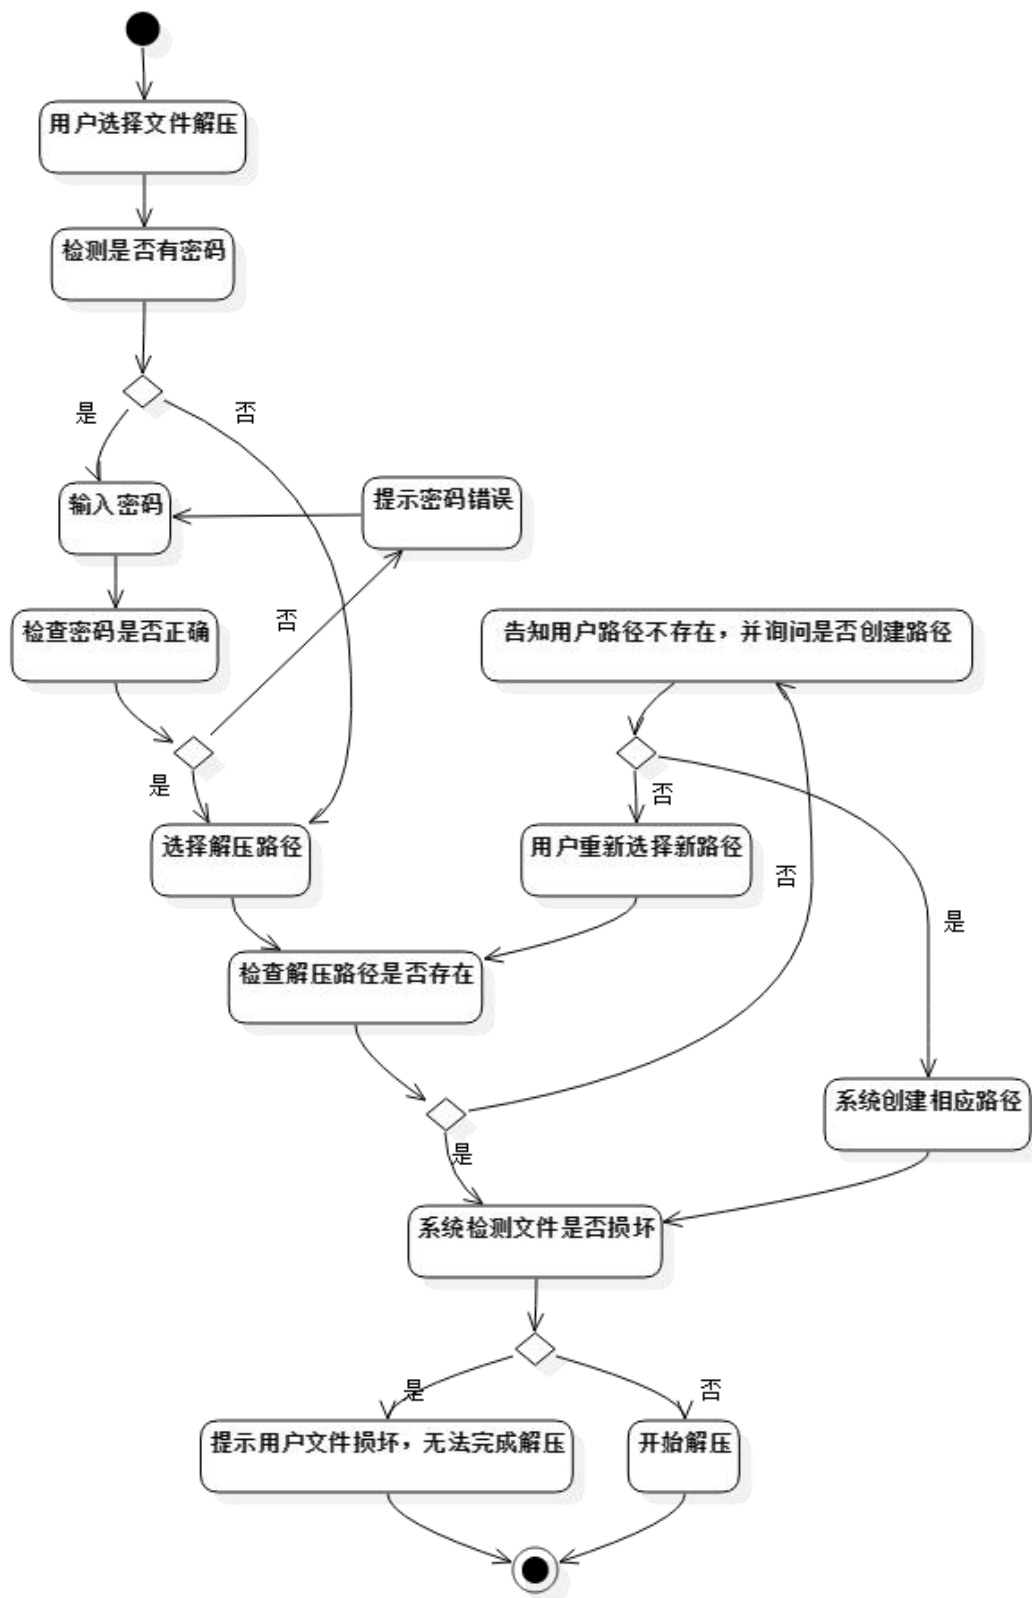 用户选择文件解压
检测是否有密码
是
否
输入密码
提示密码错误
否
检查密码是否正确
告知用户路径不存在，并询问是否创建路径
是
否
选择解压路径
用户重新选择新路径
否
是
检查解压路径是否存在
系统创建相应路径
是
系统检测文件是否损坏
是
否
提示用户文件损坏，无法完成解压
开始解压